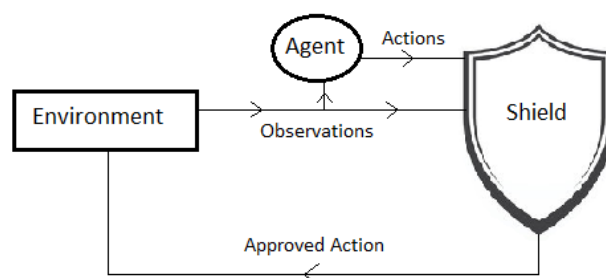 Agent
Actions
Environment
Observations
Shield
Approved Action